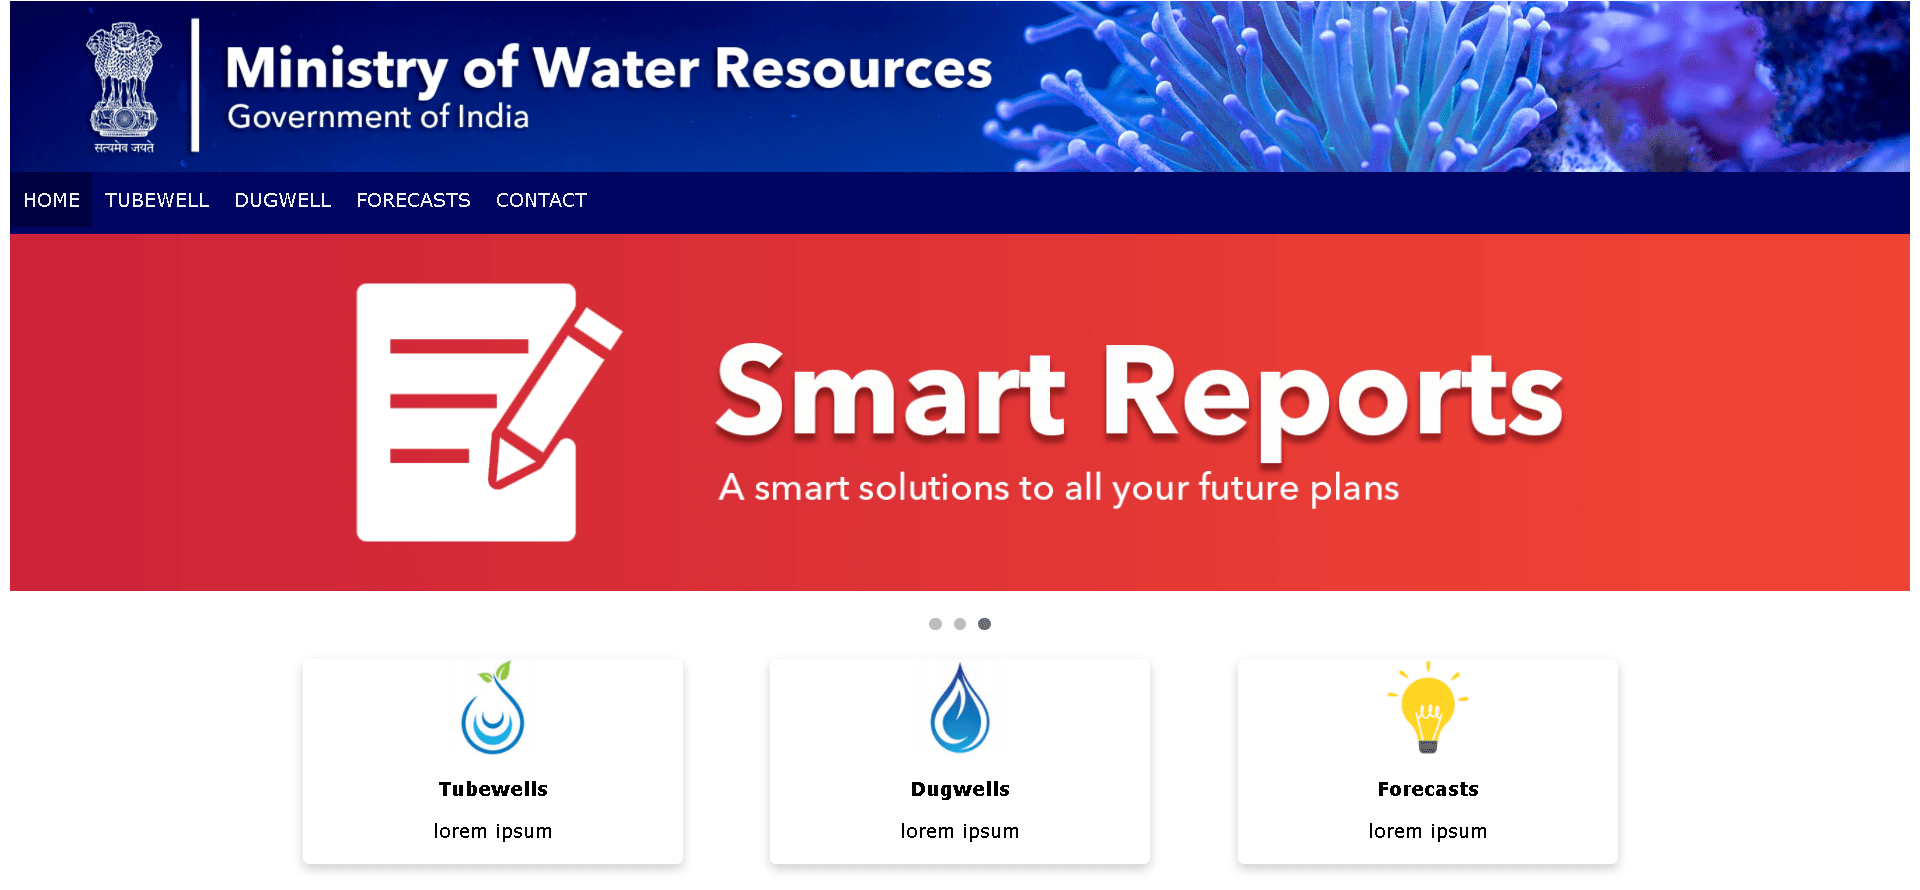 Ministry of Water Resources
Government of India
सत्यमेव जयते
HOME TUBEWELL DUGWELL FORECASTS CONTACT
Smart Reports
A smart solutions to all your future plans
Tubewells
lorem ipsum
Dugwells
lorem ipsum
Forecasts
lorem ipsum